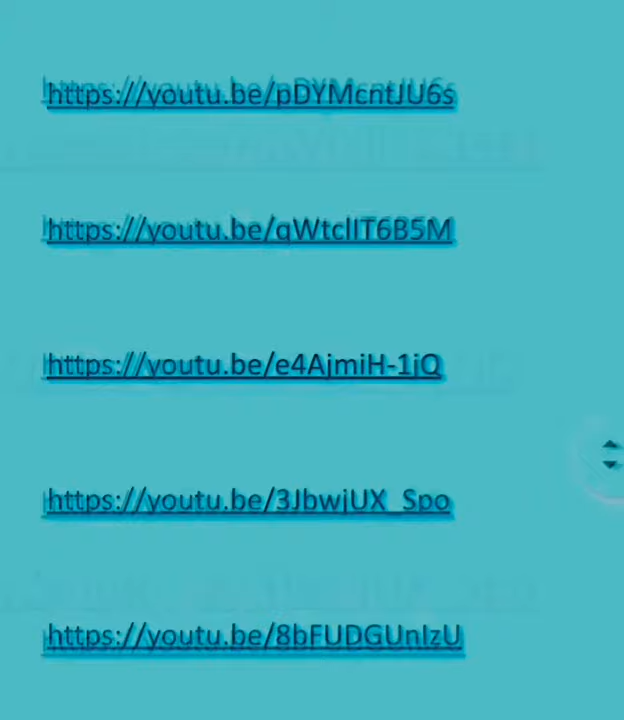 https://youtu.be/pDYMcntJU6s
https://youtu.be/qWtclIT6B5M
https://youtu.be/e4AjmiH-1jQ
https://youtu.be/3JbwjUX_Spo
https://youtu.be/8bFUDGUnIzU